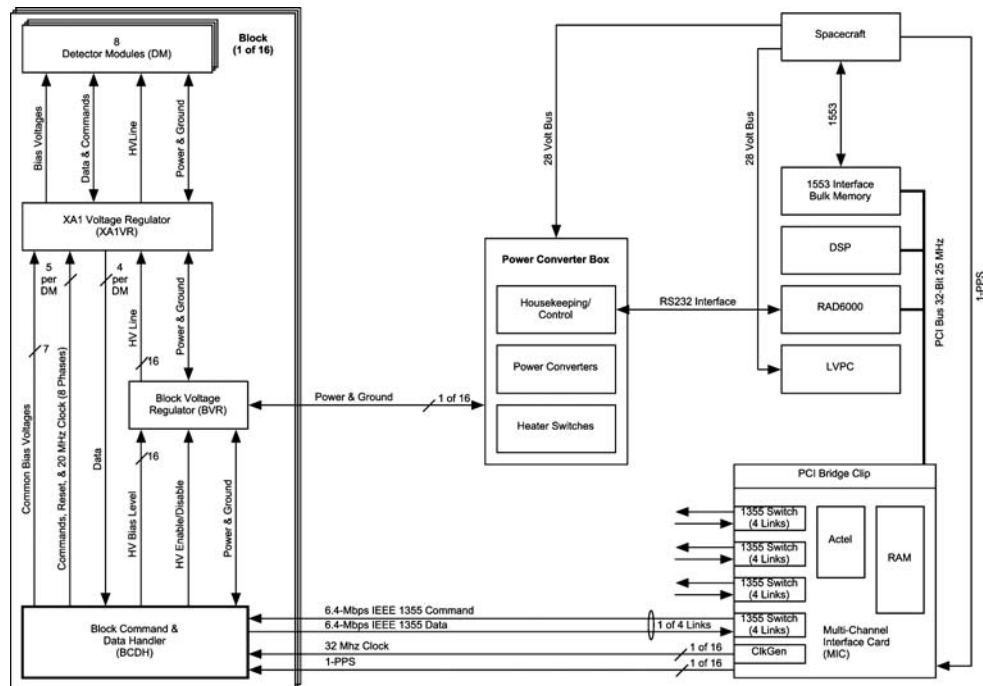 8
Detector Modules (DM)
Block
(1 of 16)
Bias Voltages
Data & Commands
HVLine
Power & Ground
XA1 Voltage Regulator
(XA1VR)
5
per
DM
4
per
DM
HV Line
Power & Ground
7
16
Block Voltage
Regulator (BVR)
Common Bias Voltages
Commands, Reset, & 20 MHz Clock (8 Phases)
Data
16
HV Bias Level
HV Enable/Disable
Power & Ground
Block Command &
Data Handler
(BCDH)
Power & Ground
1 of 16
28 Volt Bus
28 Volt Bus
Power Converter Box
Housekeeping/
Control
Power Converters
Heater Switches
RS232 Interface
Spacecraft
1553
1553 Interface
Bulk Memory
DSP
RAD6000
LVPC
PCI Bus 32-Bit 25 MHz
1-PPS
PCI Bridge Clip
1355 Switch
(4 Links)
1355 Switch
(4 Links)
1355 Switch
(4 Links)
1355 Switch
(4 Links)
ClkGen
Actel
RAM
Multi-Channel
Interface Card
(MIC)
6.4-Mbps IEEE 1355 Command
6.4-Mbps IEEE 1355 Data
1 of 4 Links
32 Mhz Clock
1 of 16
1-PPS
1 of 16